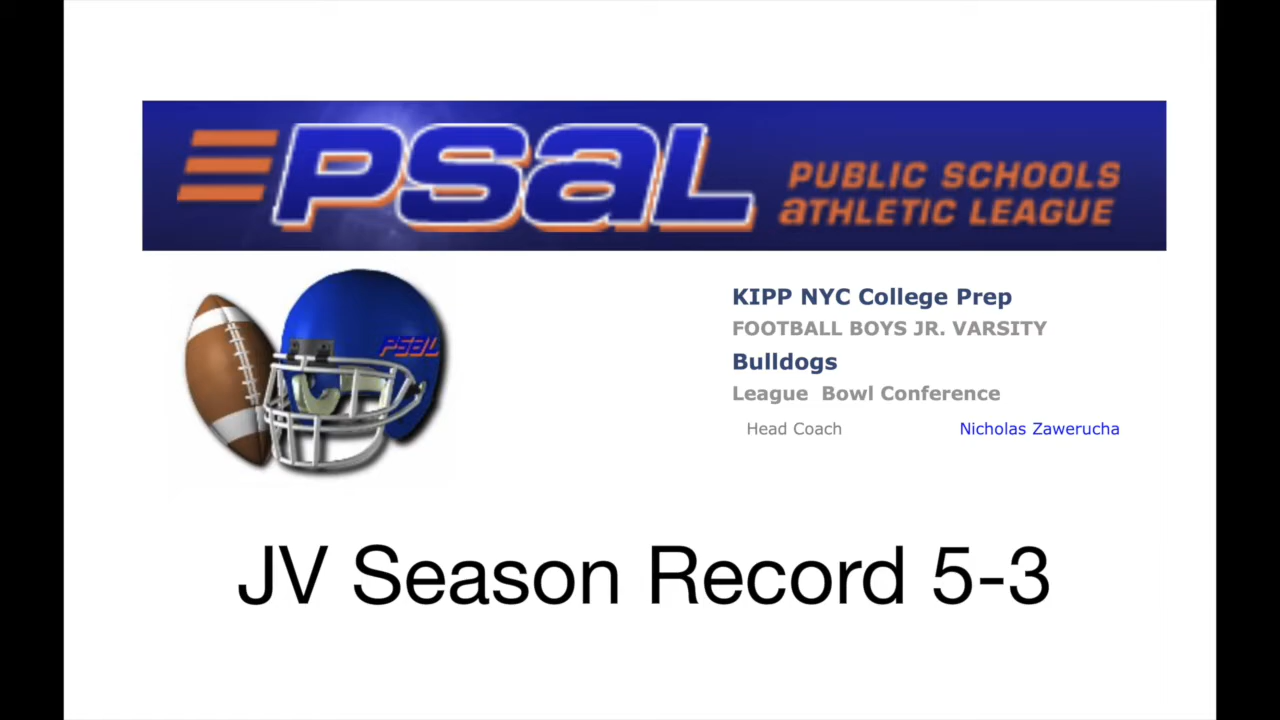 PSAL
PUBLIC SCHOOLS
ATHLETIC LEAGUE
PSAL
KIPP NYC College Prep
FOOTBALL BOYS JR. VARSITY
Bulldogs
League Bowl Conference
Head Coach Nicholas Zawerucha
JV Season Record 5-3